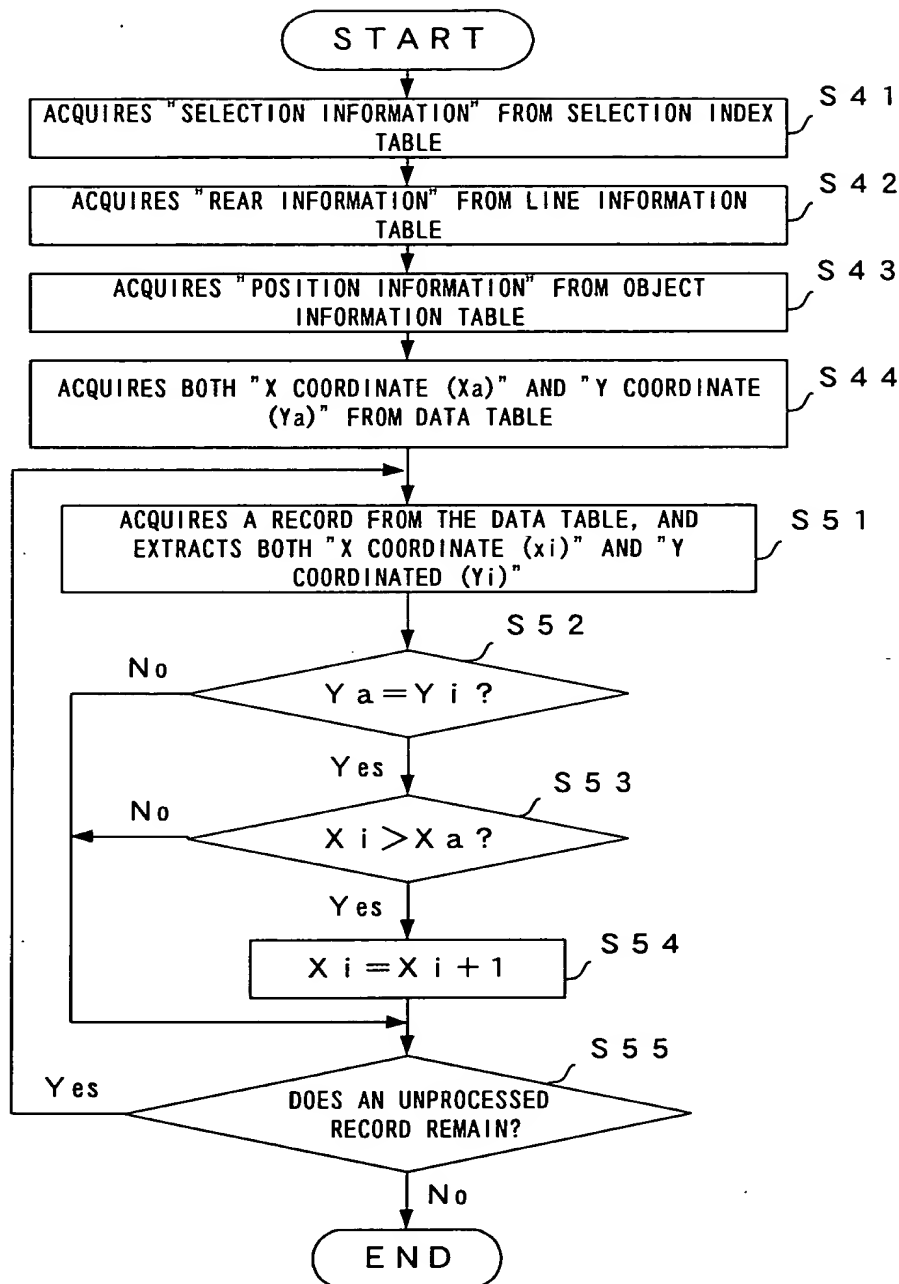 START
ACQUIRES "SELECTION INFORMATION" FROM SELECTION INDEX
TABLE
S41
ACQUIRES "REAR INFORMATION" FROM LINE INFORMATION
TABLE
S42
ACQUIRES "POSITION INFORMATION" FROM OBJECT
INFORMATION TABLE
S43
ACQUIRES BOTH "X COORDINATE (Xa)" AND "Y COORDINATE
(Ya)" FROM DATA TABLE
S44
ACQUIRES A RECORD FROM THE DATA TABLE, AND
EXTRACTS BOTH "X COORDINATE (xi)" AND "Y
COORDINATED (Yi)"
S51
S52
No
Ya=Yi?
Yes
S53
No
Xi>Xa?
Yes
S54
Xi=Xi+1
S55
Yes
DOES AN UNPROCESSED
RECORD REMAIN?
No
END